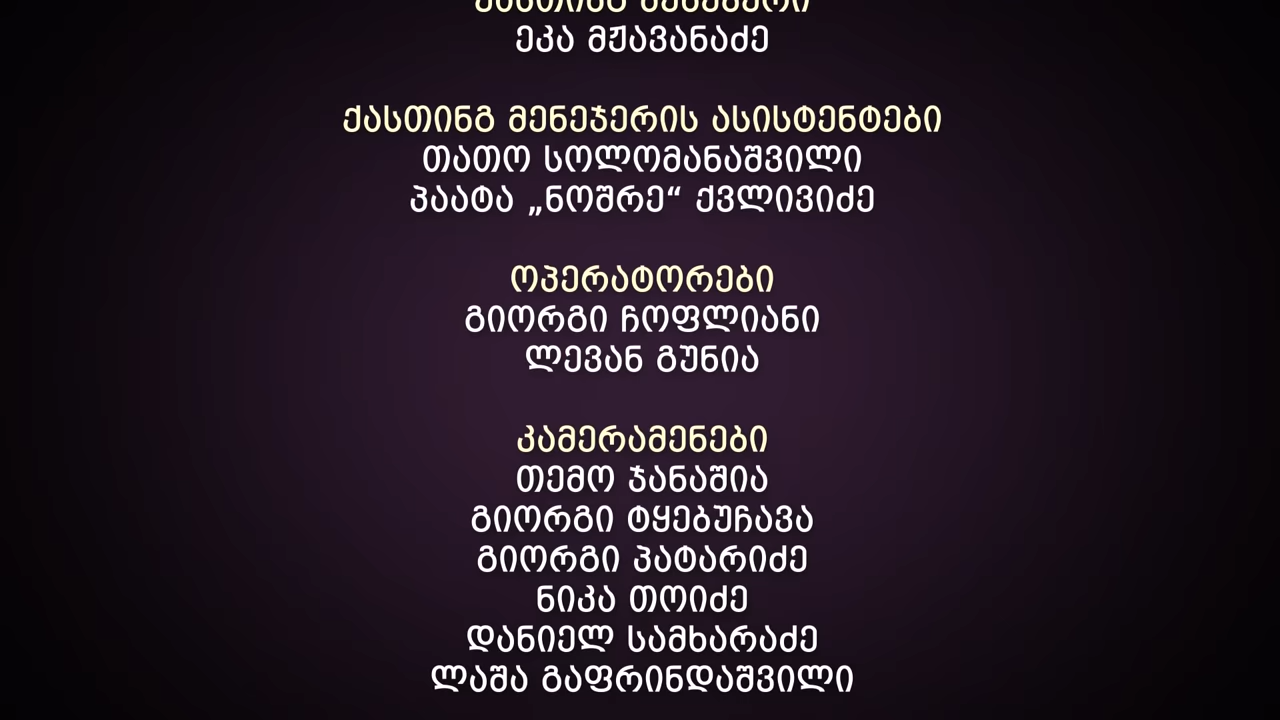 ეკა მჟავანაძე
ქასთინგ მენეჯერის ასისტენტები
თათო სოლომანაშვილი
პაატა „ნოშრე“ ქვლივიძე
ოპერატორები
გიორგი ჩოფლიანი
ლევან გუნია
კამერამენები
თემო ჯანაშია
გიორგი ტყებუჩავა
გიორგი პატარიძე
ნიკა თოიძე
დანიელ სამხარაძე
ლაშა გაფრინდაშვილი